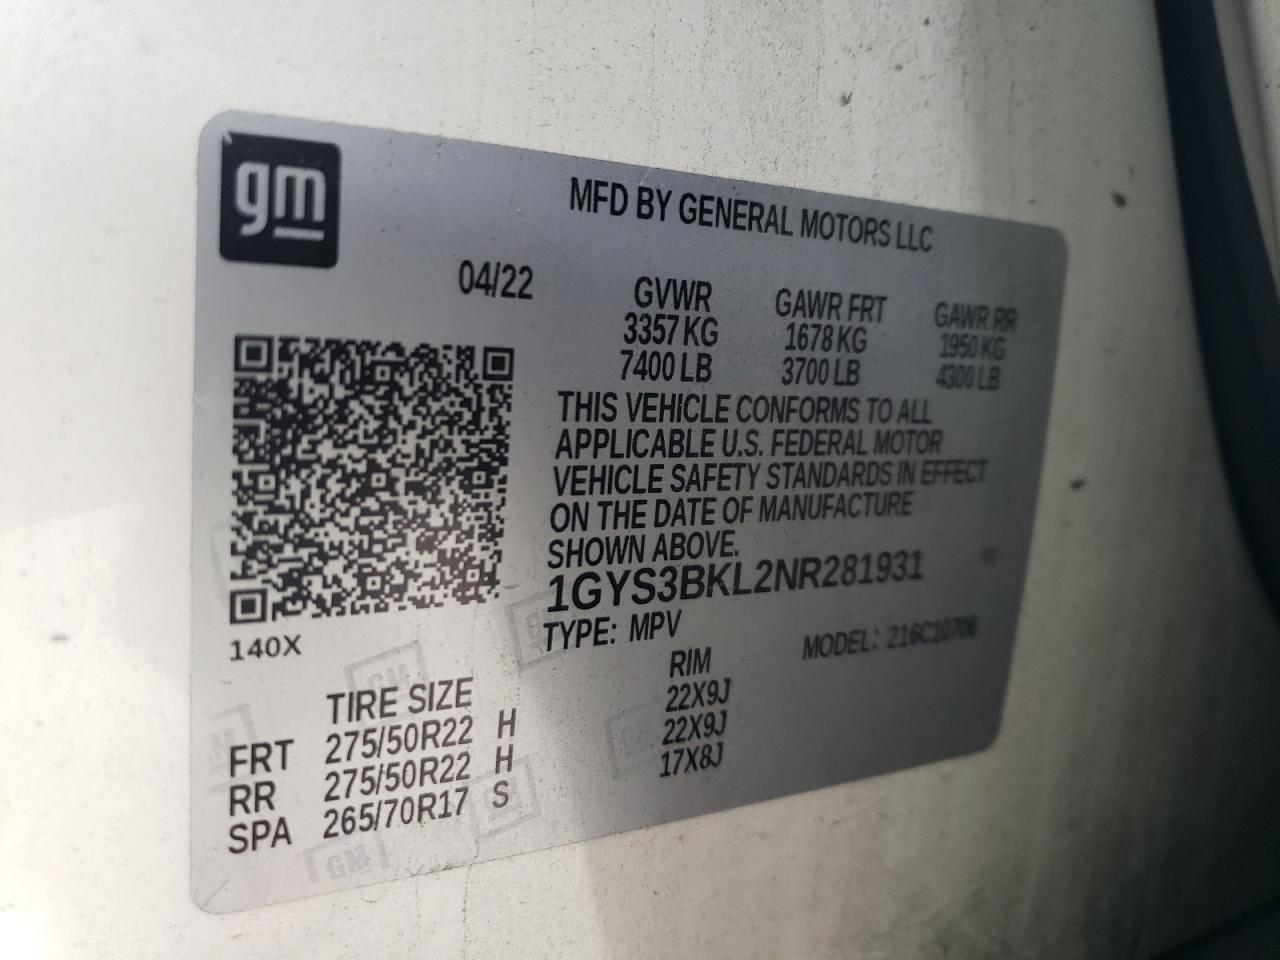 gm
MFD BY GENERAL MOTORS LLC
04/22
GVWR GAWR FRT GAWR RR
3357 KG 1678 KG 1950 KG
7400 LB 3700 LB 4300 LB
THIS VEHICLE CONFORMS TO ALL
APPLICABLE U.S. FEDERAL MOTOR
VEHICLE SAFETY STANDARDS IN EFFECT
ON THE DATE OF MANUFACTURE
SHOWN ABOVE.
1GYS3BKL2NR281931
140X
TYPE: MPV MODEL: 216C10706
TIRE SIZE RIM
FRT 275/50R22 H 22X9J
RR 275/50R22 H 22X9J
SPA 265/70R17 S 17X8J
GM
GM